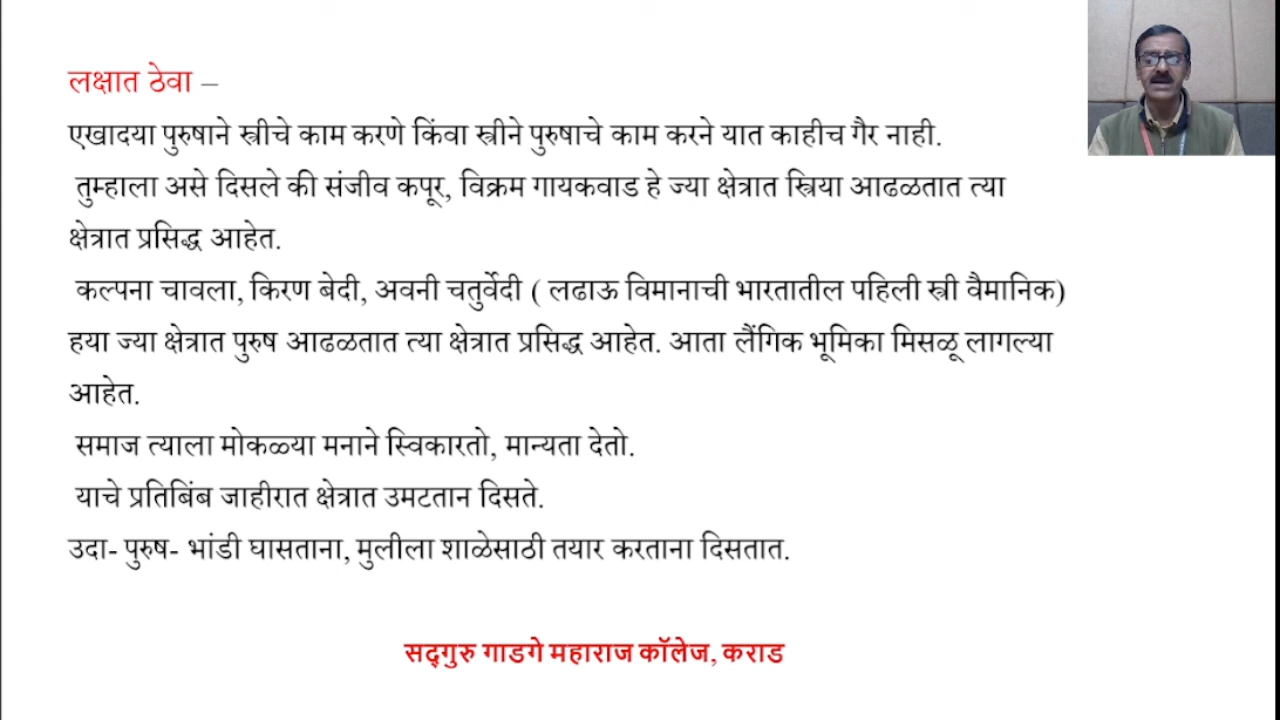 लक्षात ठेवा –
एखादया पुरुषाने स्त्रीचे काम करणे किंवा स्त्रीने पुरुषाचे काम करने यात काहीच गैर नाही.
तुम्हाला असे दिसले की संजीव कपूर, विक्रम गायकवाड हे ज्या क्षेत्रात स्त्रिया आढळतात त्या
क्षेत्रात प्रसिद्ध आहेत.
कल्पना चावला, किरण बेदी, अवनी चतुर्वेदी ( लढाऊ विमानाची भारतातील पहिली स्त्री वैमानिक)
हया ज्या क्षेत्रात पुरुष आढळतात त्या क्षेत्रात प्रसिद्ध आहेत. आता लैंगिक भूमिका मिसळू लागल्या
आहेत.
समाज त्याला मोकळ्या मनाने स्विकारतो, मान्यता देतो.
याचे प्रतिबिंब जाहीरात क्षेत्रात उमटतान दिसते.
उदा- पुरुष- भांडी घासताना, मुलीला शाळेसाठी तयार करताना दिसतात.
सद्गुरु गाडगे महाराज कॉलेज, कराड